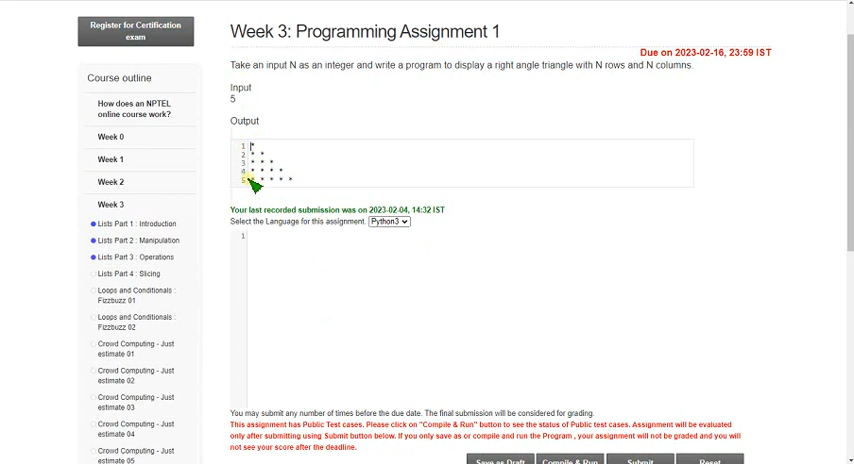 Register for Certification
exam
Week 3: Programming Assignment 1
Due on 2023-02-16, 23:59 IST
Course outline
Take an input N as an integer and write a program to display a right angle triangle with N rows and N columns.
How does an NPTEL
online course work?
Input
5
Output
Week 0
Week 1
Week 2
Week 3
1 *
2 * *
3 * * *
4 * * * *
5 * * * * *
Your last recorded submission was on 2023-02-04, 14:32 IST
Select the Language for this assignment. Python3
1
Lists Part 1 : Introduction
Lists Part 2 : Manipulation
Lists Part 3 : Operations
Lists Part 4 : Slicing
Loops and Conditionals :
Fizzbuzz 01
Loops and Conditionals :
Fizzbuzz 02
Crowd Computing - Just
estimate 01
Crowd Computing - Just
estimate 02
Crowd Computing - Just
estimate 03
Crowd Computing - Just
estimate 04
Crowd Computing - Just
estimate 05
You may submit any number of times before the due date. The final submission will be considered for grading.
This assignment has Public Test cases. Please click on "Compile & Run" button to see the status of Public test cases. Assignment will be evaluated
only after submitting using Submit button below. If you only save as or compile and run the Program , your assignment will not be graded and you will
not see your score after the deadline.
Save as Draft Compile & Run Submit Reset